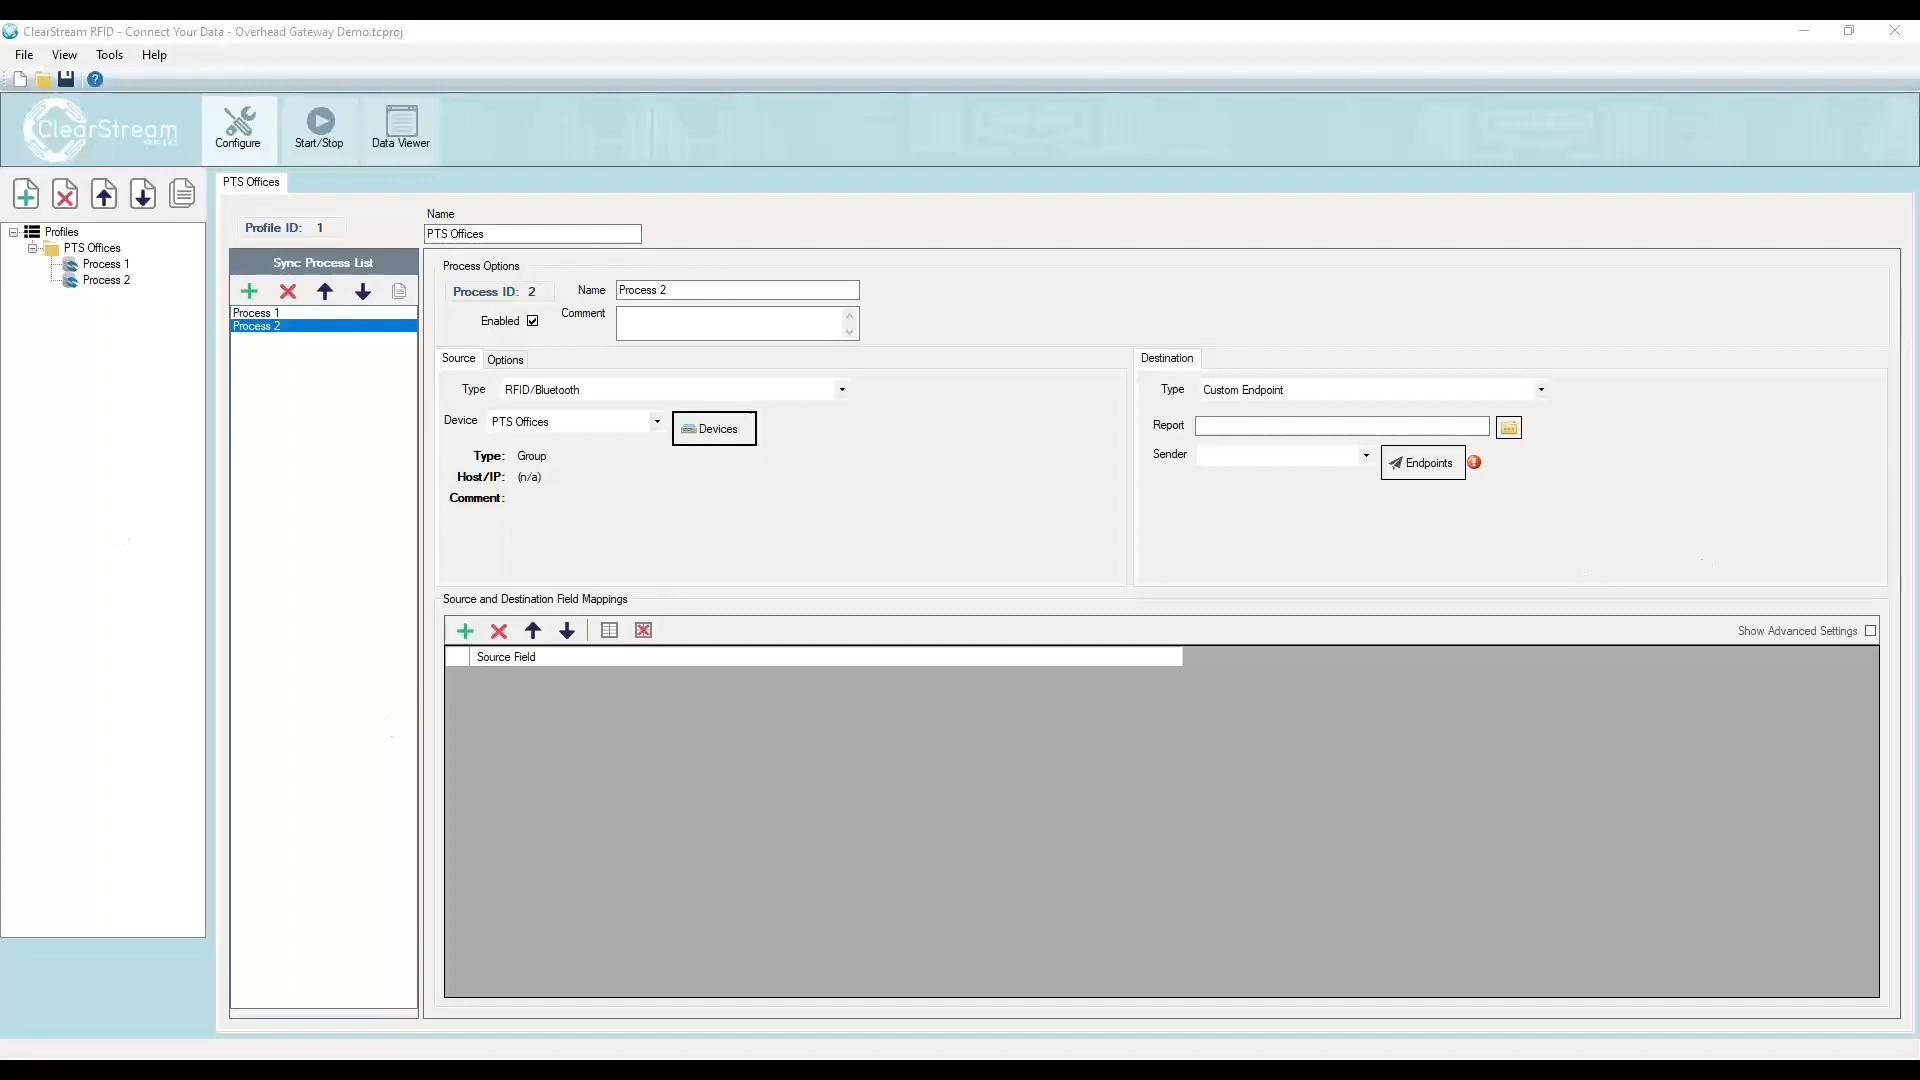 ClearStream RFID - Connect Your Data - Overhead Gateway Demo.tcproj
File View Tools Help
ClearStream
Configure Start/Stop Data Viewer
PTS Offices
Profiles
PTS Offices
Process 1
Process 2
Profile ID: 1
Name
PTS Offices
Sync Process List
Process 1
Process 2
Process Options
Process ID: 2 Name Process 2
Enabled Comment
Source Options
Type RFID/Bluetooth
Device PTS Offices Devices
Type: Group
Host/IP: (n/a)
Comment:
Destination
Type Custom Endpoint
Report
Sender Endpoints
Source and Destination Field Mappings
Show Advanced Settings
Source Field